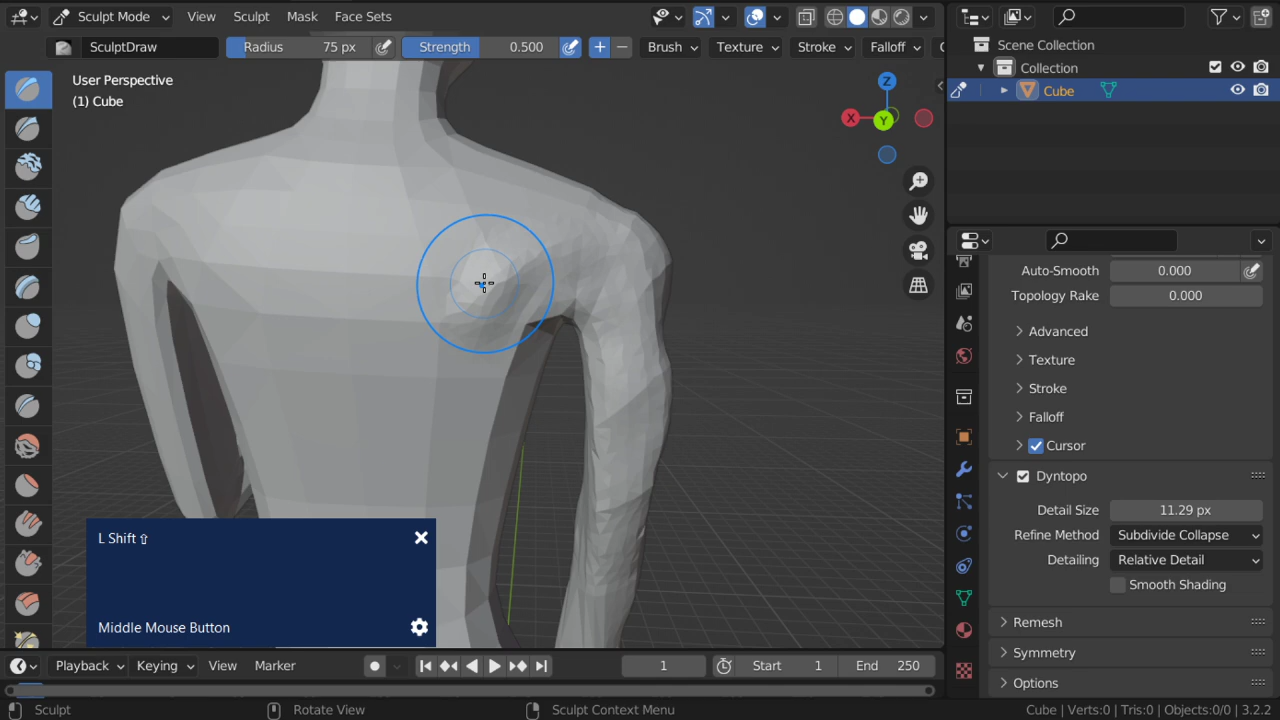 Sculpt Mode View Sculpt Mask Face Sets
SculptDraw Radius 75 px Strength 0.500 + − Brush Texture Stroke Falloff
User Perspective
(1) Cube
Z
X
Y
Scene Collection
Collection
Cube
Auto-Smooth 0.000
Topology Rake 0.000
Advanced
Texture
Stroke
Falloff
Cursor
Dyntopo
Detail Size 11.29 px
Refine Method Subdivide Collapse
Detailing Relative Detail
Smooth Shading
Remesh
Symmetry
Options
L Shift ⇧
Middle Mouse Button
Playback Keying View Marker 1 Start 1 End 250
Sculpt Rotate View Sculpt Context Menu Cube | Verts:0 | Tris:0 | Objects:0/0 | 3.2.2